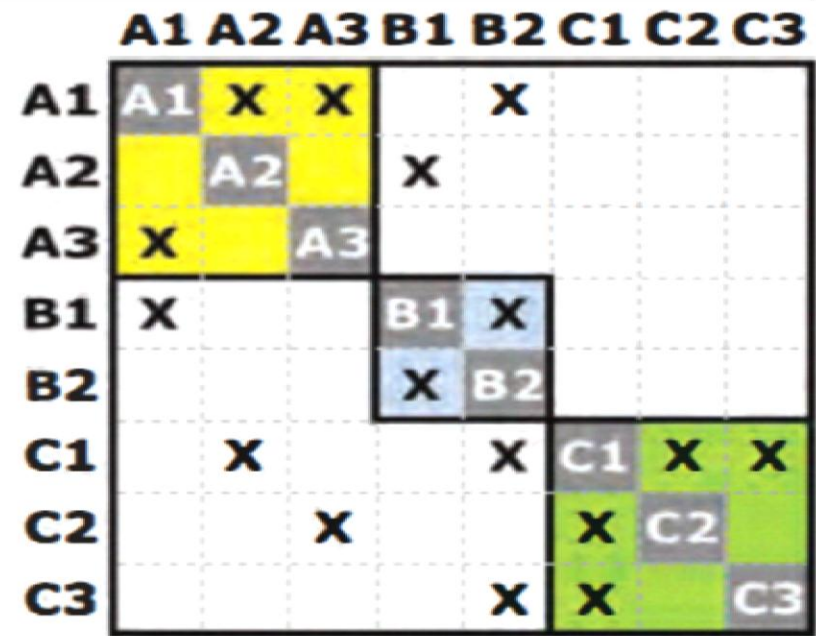 A1 A2 A3 B1 B2 C1 C2 C3
A1 A1 X X X
A2 A2 X
A3 X A3
B1 X B1 X
B2 X B2
C1 X X C1 X X
C2 X X C2
C3 X X C3